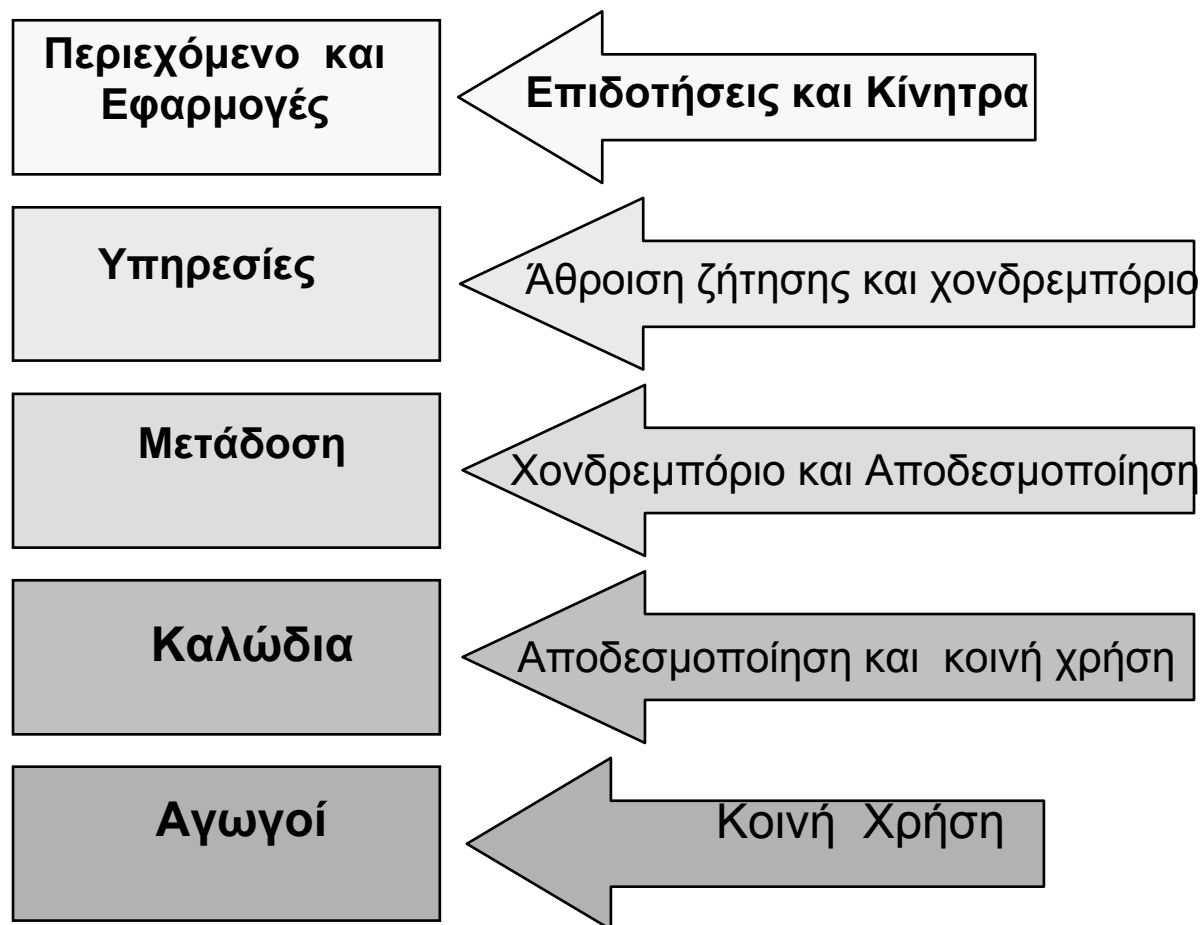 Περιεχόμενο και
Εφαρμογές
Επιδοτήσεις και Κίνητρα
Υπηρεσίες
Άθροιση ζήτησης και χονδρεμπόριο
Μετάδοση
Χονδρεμπόριο και Αποδεσμοποίηση
Καλώδια
Αποδεσμοποίηση και κοινή χρήση
Αγωγοί
Κοινή Χρήση